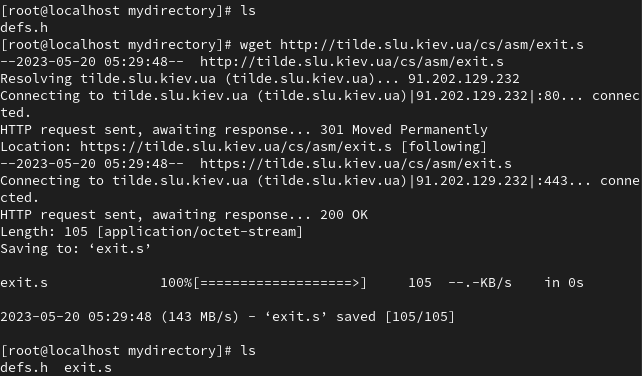 [root@localhost mydirectory]# ls
defs.h
[root@localhost mydirectory]# wget http://tilde.slu.kiev.ua/cs/asm/exit.s
--2023-05-20 05:29:48--  http://tilde.slu.kiev.ua/cs/asm/exit.s
Resolving tilde.slu.kiev.ua (tilde.slu.kiev.ua)... 91.202.129.232
Connecting to tilde.slu.kiev.ua (tilde.slu.kiev.ua)|91.202.129.232|:80... connec
ted.
HTTP request sent, awaiting response... 301 Moved Permanently
Location: https://tilde.slu.kiev.ua/cs/asm/exit.s [following]
--2023-05-20 05:29:48--  https://tilde.slu.kiev.ua/cs/asm/exit.s
Connecting to tilde.slu.kiev.ua (tilde.slu.kiev.ua)|91.202.129.232|:443... conne
cted.
HTTP request sent, awaiting response... 200 OK
Length: 105 [application/octet-stream]
Saving to: ‘exit.s’
exit.s              100%[===================>]     105  --.-KB/s    in 0s
2023-05-20 05:29:48 (143 MB/s) - ‘exit.s’ saved [105/105]
[root@localhost mydirectory]# ls
defs.h  exit.s